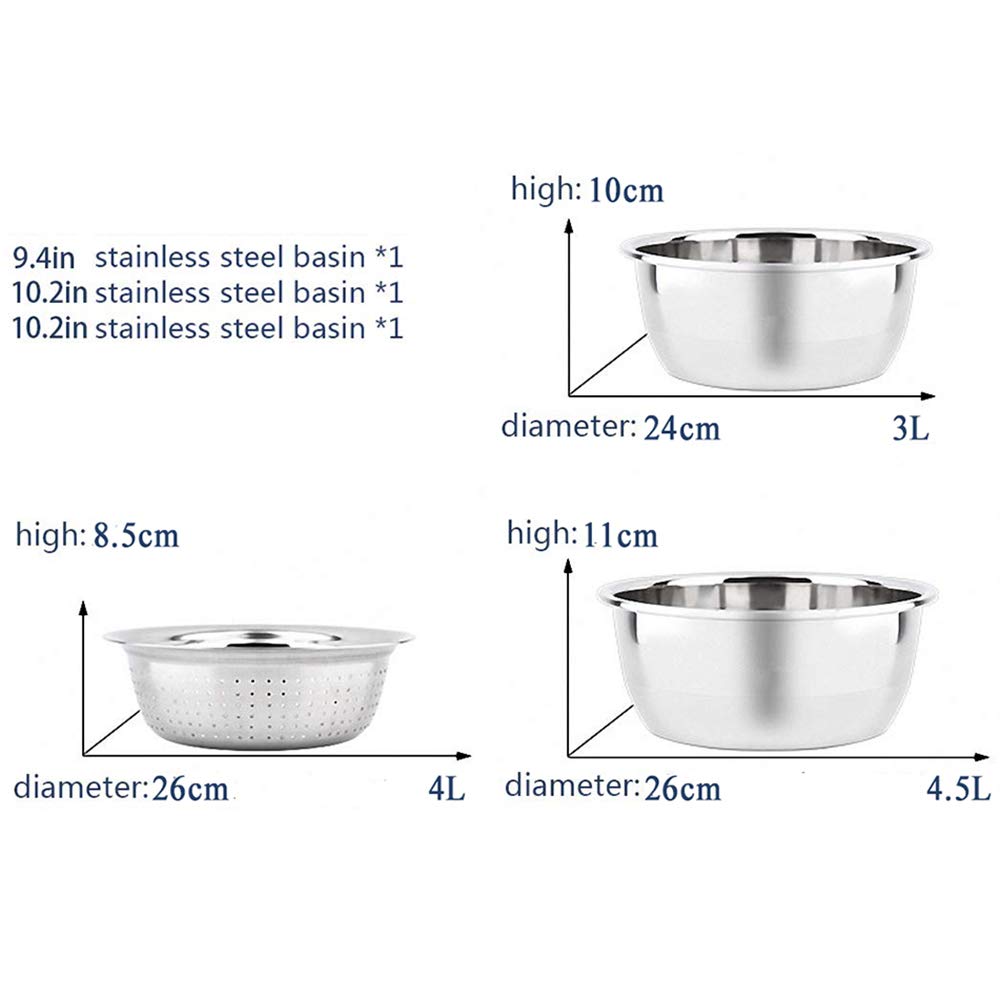 high: 10cm
9.4in stainless steel basin *1
10.2in stainless steel basin *1
10.2in stainless steel basin *1
diameter: 24cm 3L
high: 8.5cm
high: 11cm
diameter: 26cm 4L
diameter: 26cm 4.5L